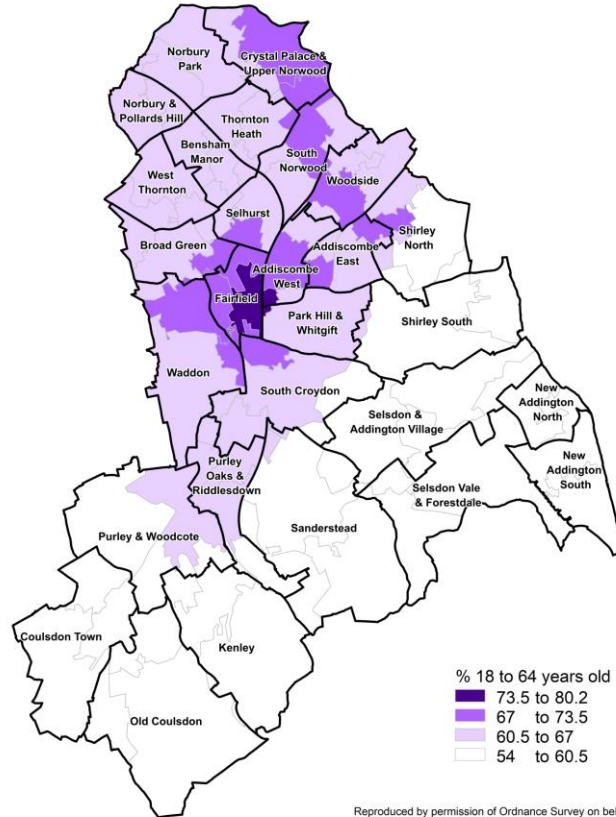 Norbury
Park
Crystal Palace &
Upper Norwood
Norbury &
Pollards Hill
Thornton
Heath
Bensham
Manor
South
Norwood
West
Thornton
Woodside
Selhurst
Broad Green
Shirley
North
Addiscombe
East
Addiscombe
West
Fairfield
Park Hill &
Whitgift
Shirley South
Waddon
South Croydon
New
Addington
North
Selsdon &
Addington Village
Purley
Oaks &
Riddlesdown
New
Addington
South
Selsdon Vale
& Forestdale
Sanderstead
Purley & Woodcote
Coulsdon Town
Kenley
Old Coulsdon
% 18 to 64 years old
73.5 to 80.2
67 to 73.5
60.5 to 67
54 to 60.5
Reproduced by permission of Ordnance Survey on